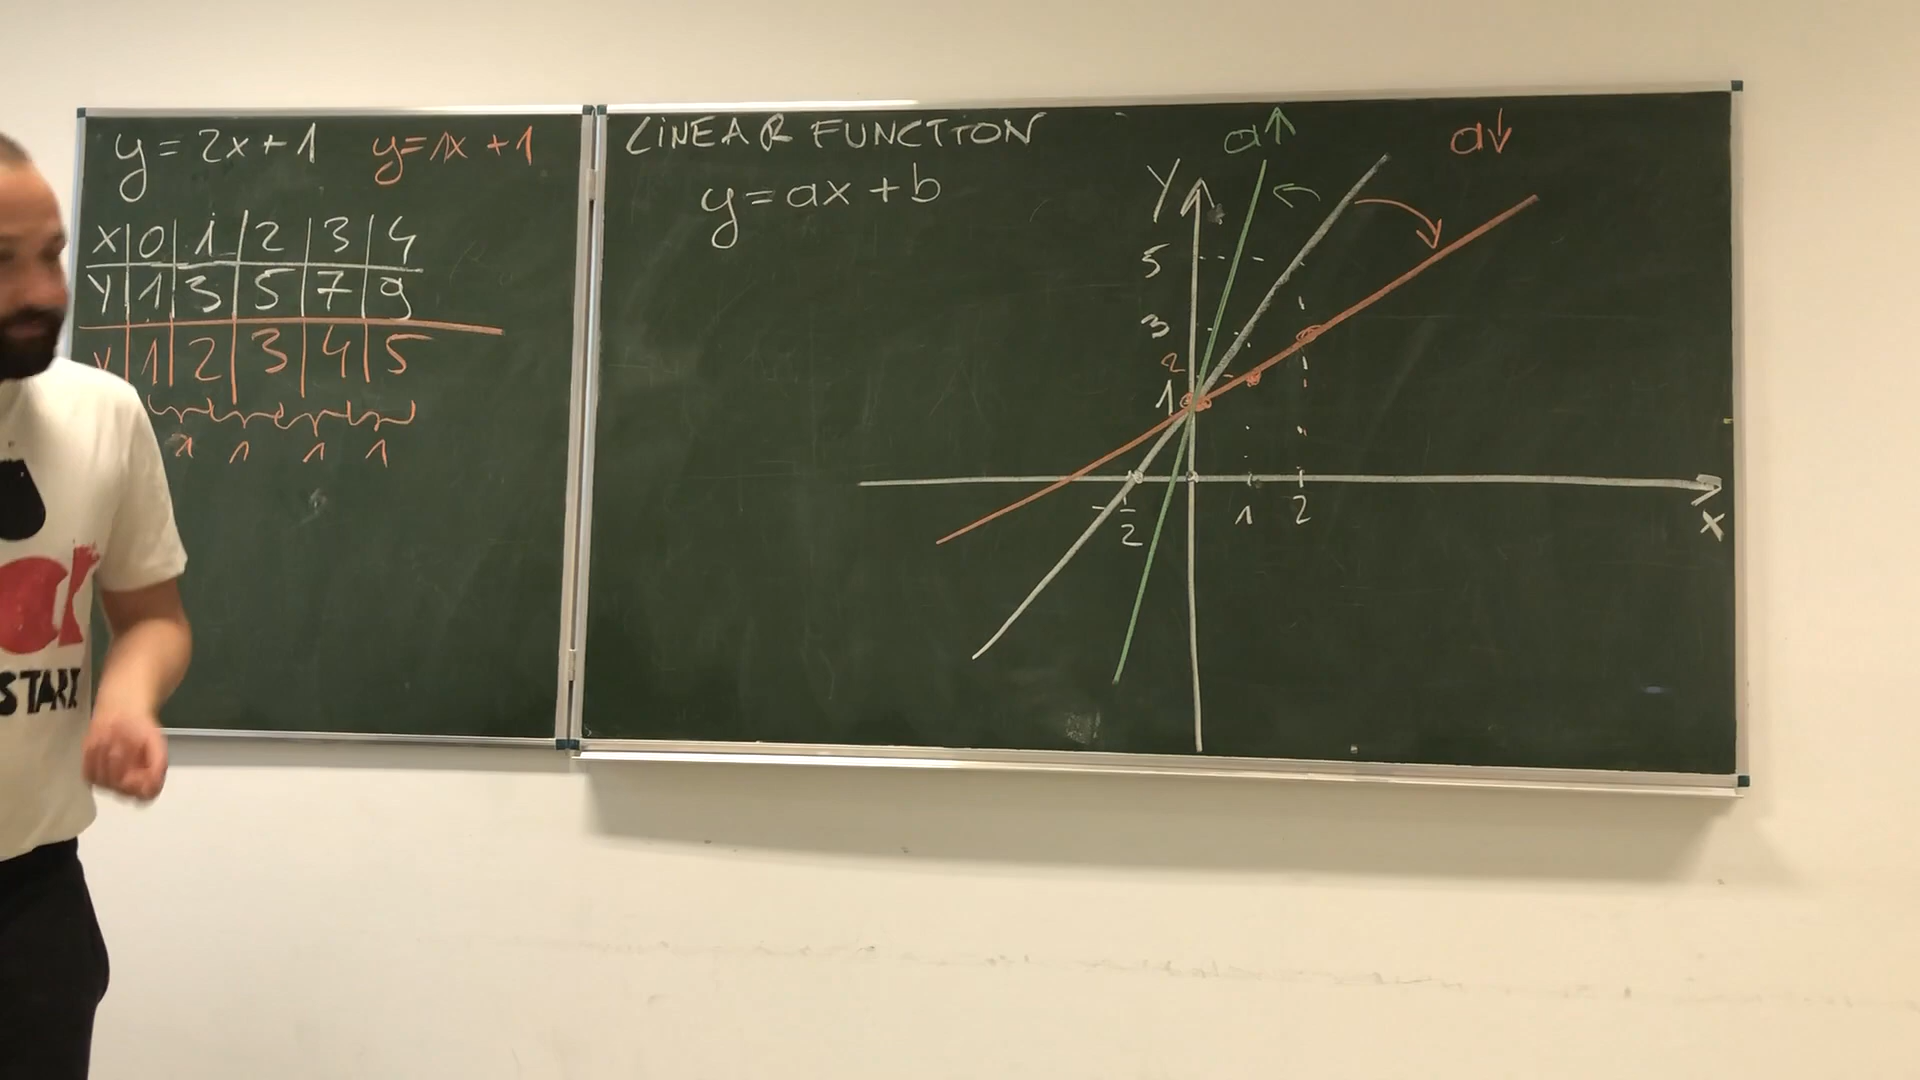 y=2x+1 y=1x+1
X 0 1 2 3 4
Y 1 3 5 7 9
Y 1 2 3 4 5
1 1 1 1
LiNEAR FUNCTiON
y=ax+b
a↑
a↓
Y
5
3
2
1
-1/2 1 2
X
STARX